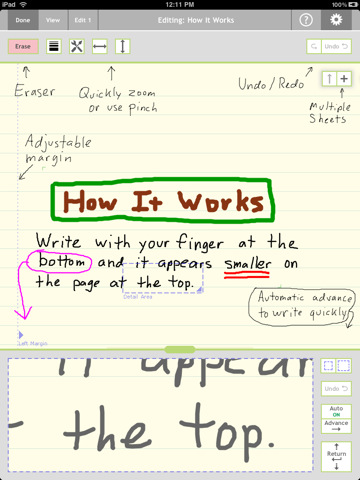 iPad 12:11 PM 100%
Done View Edit 1 Editing: How It Works ?
Erase Undo
Eraser
Quickly zoom
or use pinch
Undo/Redo
Multiple
Sheets
Adjustable
margin
How It Works
Write with your finger at the
bottom and it appears smaller on
the page at the top.
Detail Area
Automatic advance
to write quickly
Left Margin
it appear
the top.
Undo
Auto
ON
Advance
Return